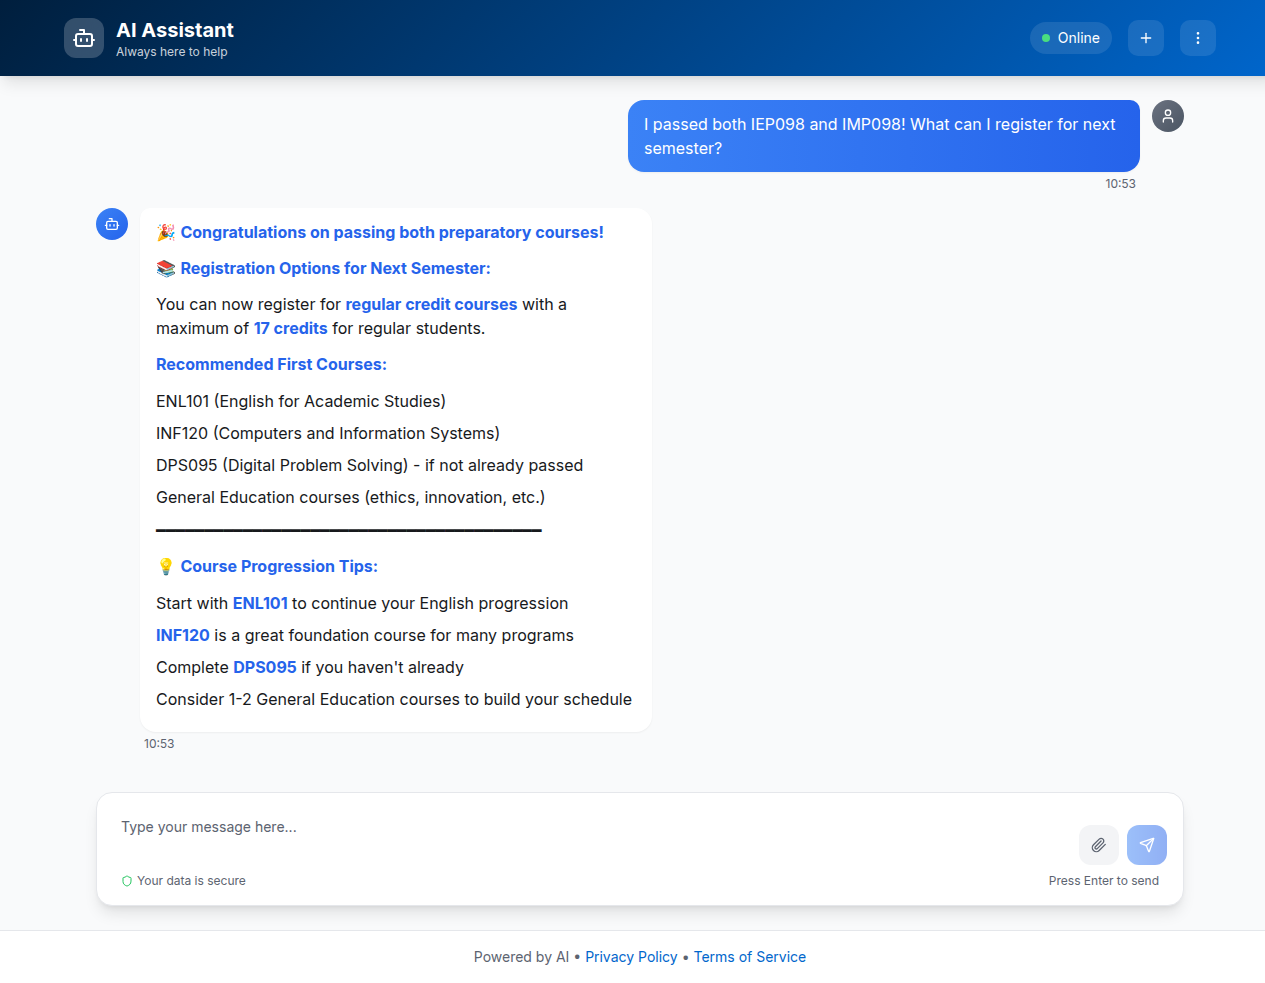 AI Assistant
Always here to help
Online
I passed both IEP098 and IMP098! What can I register for next
semester?
10:53
🎉 Congratulations on passing both preparatory courses!
📚 Registration Options for Next Semester:
You can now register for regular credit courses with a
maximum of 17 credits for regular students.
Recommended First Courses:
ENL101 (English for Academic Studies)
INF120 (Computers and Information Systems)
DPS095 (Digital Problem Solving) - if not already passed
General Education courses (ethics, innovation, etc.)
💡 Course Progression Tips:
Start with ENL101 to continue your English progression
INF120 is a great foundation course for many programs
Complete DPS095 if you haven't already
Consider 1-2 General Education courses to build your schedule
10:53
Type your message here...
Your data is secure
Press Enter to send
Powered by AI • Privacy Policy • Terms of Service